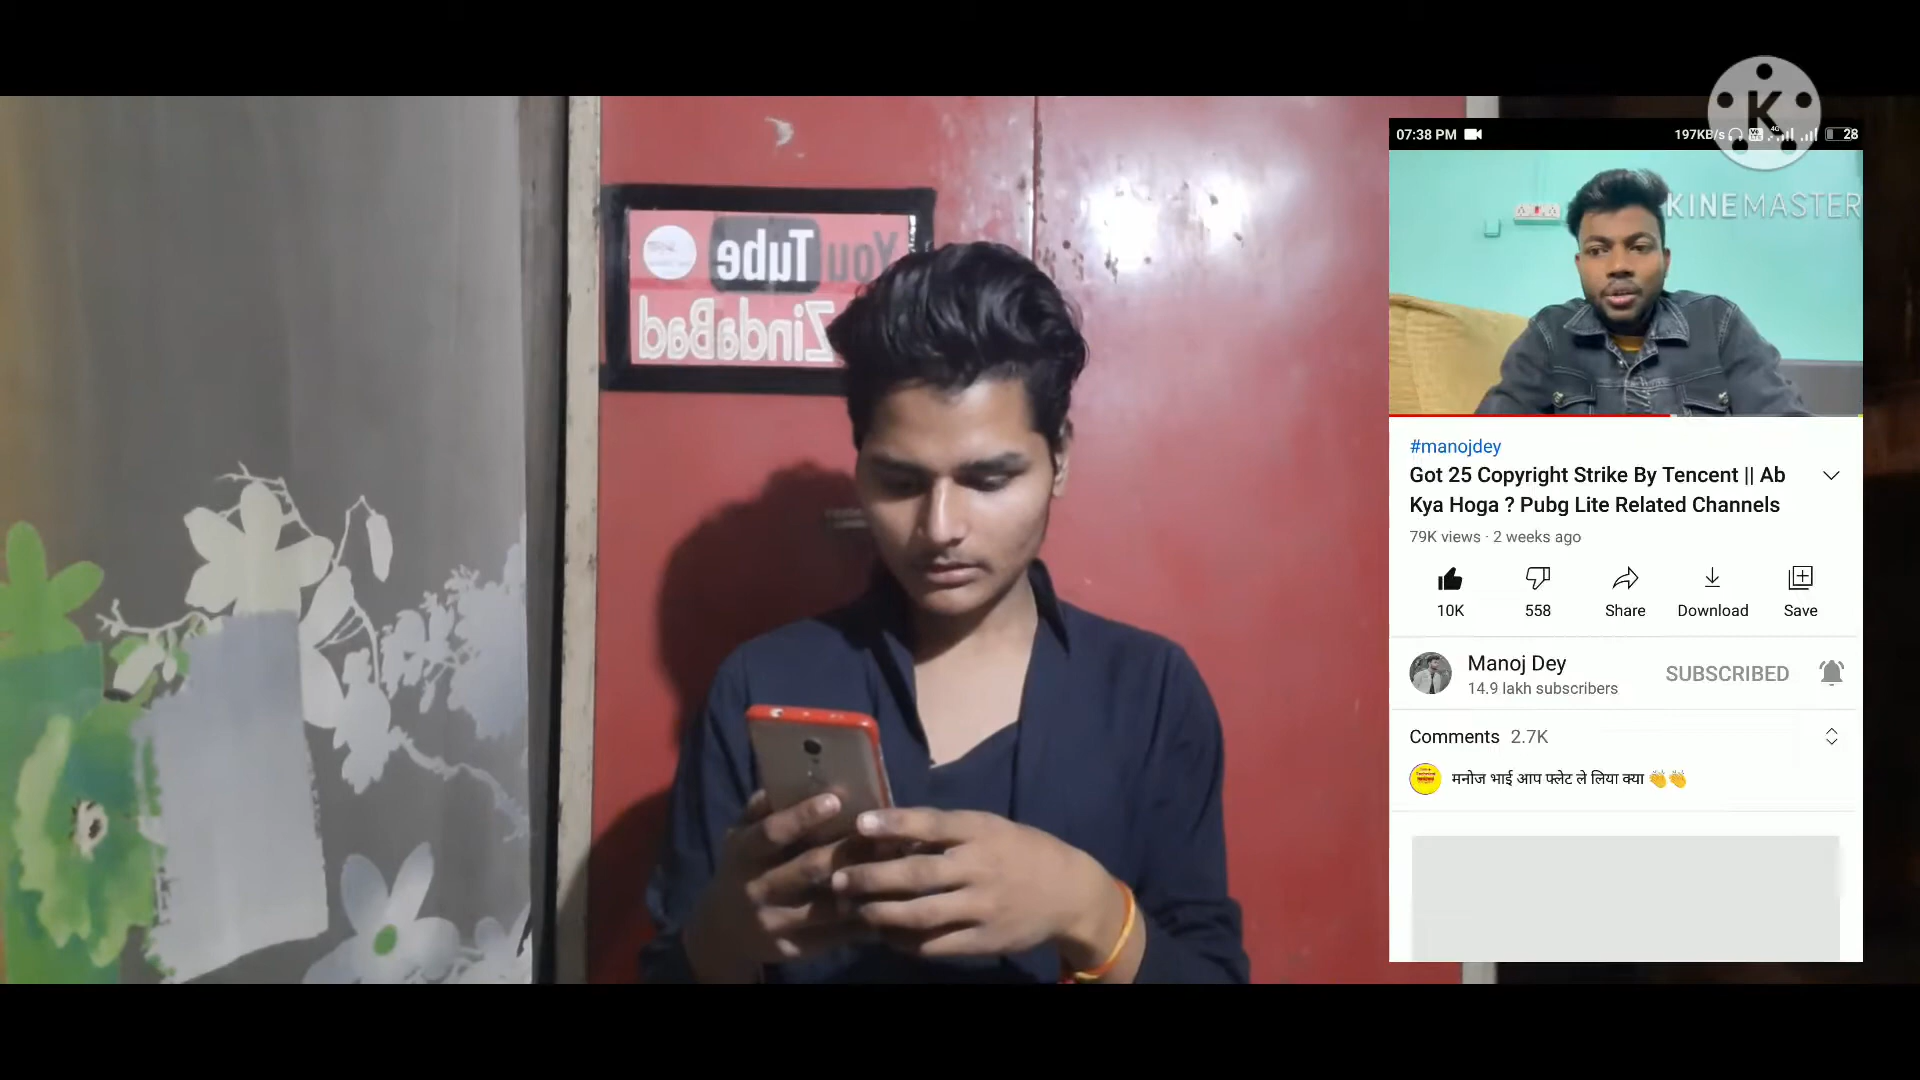 YouTube
ZindaBad
K
07:38 PM 197KB/s 4G 28
KINEMASTER
#manojdey
Got 25 Copyright Strike By Tencent || Ab
Kya Hoga ? Pubg Lite Related Channels
79K views · 2 weeks ago
10K 558 Share Download Save
Manoj Dey
14.9 lakh subscribers
SUBSCRIBED
Comments 2.7K
मनोज भाई आप फ्लेट ले लिया क्या 👏👏